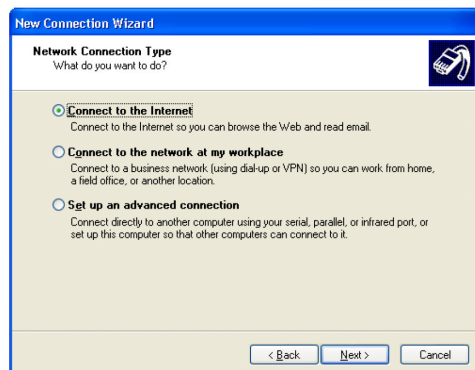 New Connection Wizard
Network Connection Type
What do you want to do?
Connect to the Internet
Connect to the Internet so you can browse the Web and read email.
Connect to the network at my workplace
Connect to a business network (using dial-up or VPN) so you can work from home,
a field office, or another location.
Set up an advanced connection
Connect directly to another computer using your serial, parallel, or infrared port, or
set up this computer so that other computers can connect to it.
< Back
Next >
Cancel